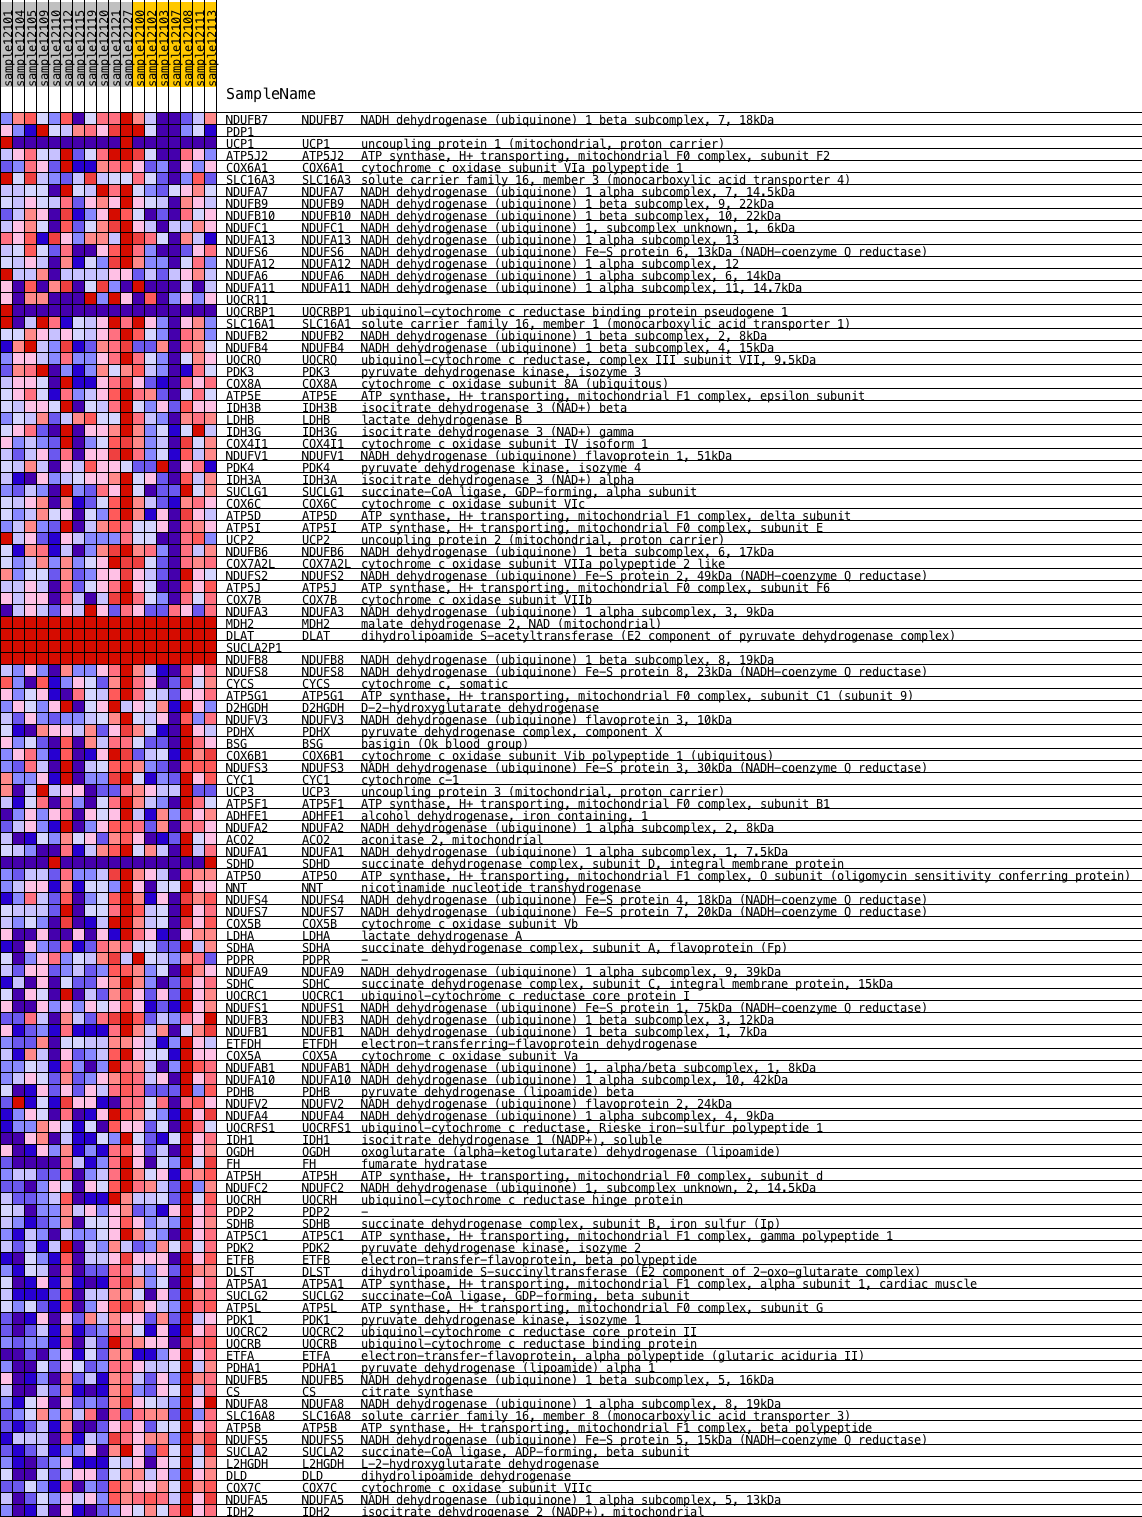 sample12101
sample12104
sample12105
sample12109
sample12110
sample12112
sample12115
sample12119
sample12120
sample12121
sample12127
sample12100
sample12102
sample12103
sample12107
sample12108
sample12111
sample12113
SampleName
NDUFB7 NDUFB7 NADH dehydrogenase (ubiquinone) 1 beta subcomplex, 7, 18kDa
PDP1
UCP1 UCP1 uncoupling protein 1 (mitochondrial, proton carrier)
ATP5J2 ATP5J2 ATP synthase, H+ transporting, mitochondrial F0 complex, subunit F2
COX6A1 COX6A1 cytochrome c oxidase subunit VIa polypeptide 1
SLC16A3 SLC16A3 solute carrier family 16, member 3 (monocarboxylic acid transporter 4)
NDUFA7 NDUFA7 NADH dehydrogenase (ubiquinone) 1 alpha subcomplex, 7, 14.5kDa
NDUFB9 NDUFB9 NADH dehydrogenase (ubiquinone) 1 beta subcomplex, 9, 22kDa
NDUFB10 NDUFB10 NADH dehydrogenase (ubiquinone) 1 beta subcomplex, 10, 22kDa
NDUFC1 NDUFC1 NADH dehydrogenase (ubiquinone) 1, subcomplex unknown, 1, 6kDa
NDUFA13 NDUFA13 NADH dehydrogenase (ubiquinone) 1 alpha subcomplex, 13
NDUFS6 NDUFS6 NADH dehydrogenase (ubiquinone) Fe-S protein 6, 13kDa (NADH-coenzyme Q reductase)
NDUFA12 NDUFA12 NADH dehydrogenase (ubiquinone) 1 alpha subcomplex, 12
NDUFA6 NDUFA6 NADH dehydrogenase (ubiquinone) 1 alpha subcomplex, 6, 14kDa
NDUFA11 NDUFA11 NADH dehydrogenase (ubiquinone) 1 alpha subcomplex, 11, 14.7kDa
UQCR11
UQCRBP1 UQCRBP1 ubiquinol-cytochrome c reductase binding protein pseudogene 1
SLC16A1 SLC16A1 solute carrier family 16, member 1 (monocarboxylic acid transporter 1)
NDUFB2 NDUFB2 NADH dehydrogenase (ubiquinone) 1 beta subcomplex, 2, 8kDa
NDUFB4 NDUFB4 NADH dehydrogenase (ubiquinone) 1 beta subcomplex, 4, 15kDa
UQCRQ UQCRQ ubiquinol-cytochrome c reductase, complex III subunit VII, 9.5kDa
PDK3 PDK3 pyruvate dehydrogenase kinase, isozyme 3
COX8A COX8A cytochrome c oxidase subunit 8A (ubiquitous)
ATP5E ATP5E ATP synthase, H+ transporting, mitochondrial F1 complex, epsilon subunit
IDH3B IDH3B isocitrate dehydrogenase 3 (NAD+) beta
LDHB LDHB lactate dehydrogenase B
IDH3G IDH3G isocitrate dehydrogenase 3 (NAD+) gamma
COX4I1 COX4I1 cytochrome c oxidase subunit IV isoform 1
NDUFV1 NDUFV1 NADH dehydrogenase (ubiquinone) flavoprotein 1, 51kDa
PDK4 PDK4 pyruvate dehydrogenase kinase, isozyme 4
IDH3A IDH3A isocitrate dehydrogenase 3 (NAD+) alpha
SUCLG1 SUCLG1 succinate-CoA ligase, GDP-forming, alpha subunit
COX6C COX6C cytochrome c oxidase subunit VIc
ATP5D ATP5D ATP synthase, H+ transporting, mitochondrial F1 complex, delta subunit
ATP5I ATP5I ATP synthase, H+ transporting, mitochondrial F0 complex, subunit E
UCP2 UCP2 uncoupling protein 2 (mitochondrial, proton carrier)
NDUFB6 NDUFB6 NADH dehydrogenase (ubiquinone) 1 beta subcomplex, 6, 17kDa
COX7A2L COX7A2L cytochrome c oxidase subunit VIIa polypeptide 2 like
NDUFS2 NDUFS2 NADH dehydrogenase (ubiquinone) Fe-S protein 2, 49kDa (NADH-coenzyme Q reductase)
ATP5J ATP5J ATP synthase, H+ transporting, mitochondrial F0 complex, subunit F6
COX7B COX7B cytochrome c oxidase subunit VIIb
NDUFA3 NDUFA3 NADH dehydrogenase (ubiquinone) 1 alpha subcomplex, 3, 9kDa
MDH2 MDH2 malate dehydrogenase 2, NAD (mitochondrial)
DLAT DLAT dihydrolipoamide S-acetyltransferase (E2 component of pyruvate dehydrogenase complex)
SUCLA2P1
NDUFB8 NDUFB8 NADH dehydrogenase (ubiquinone) 1 beta subcomplex, 8, 19kDa
NDUFS8 NDUFS8 NADH dehydrogenase (ubiquinone) Fe-S protein 8, 23kDa (NADH-coenzyme Q reductase)
CYCS CYCS cytochrome c, somatic
ATP5G1 ATP5G1 ATP synthase, H+ transporting, mitochondrial F0 complex, subunit C1 (subunit 9)
D2HGDH D2HGDH D-2-hydroxyglutarate dehydrogenase
NDUFV3 NDUFV3 NADH dehydrogenase (ubiquinone) flavoprotein 3, 10kDa
PDHX PDHX pyruvate dehydrogenase complex, component X
BSG BSG basigin (Ok blood group)
COX6B1 COX6B1 cytochrome c oxidase subunit Vib polypeptide 1 (ubiquitous)
NDUFS3 NDUFS3 NADH dehydrogenase (ubiquinone) Fe-S protein 3, 30kDa (NADH-coenzyme Q reductase)
CYC1 CYC1 cytochrome c-1
UCP3 UCP3 uncoupling protein 3 (mitochondrial, proton carrier)
ATP5F1 ATP5F1 ATP synthase, H+ transporting, mitochondrial F0 complex, subunit B1
ADHFE1 ADHFE1 alcohol dehydrogenase, iron containing, 1
NDUFA2 NDUFA2 NADH dehydrogenase (ubiquinone) 1 alpha subcomplex, 2, 8kDa
ACO2 ACO2 aconitase 2, mitochondrial
NDUFA1 NDUFA1 NADH dehydrogenase (ubiquinone) 1 alpha subcomplex, 1, 7.5kDa
SDHD SDHD succinate dehydrogenase complex, subunit D, integral membrane protein
ATP5O ATP5O ATP synthase, H+ transporting, mitochondrial F1 complex, O subunit (oligomycin sensitivity conferring protein)
NNT NNT nicotinamide nucleotide transhydrogenase
NDUFS4 NDUFS4 NADH dehydrogenase (ubiquinone) Fe-S protein 4, 18kDa (NADH-coenzyme Q reductase)
NDUFS7 NDUFS7 NADH dehydrogenase (ubiquinone) Fe-S protein 7, 20kDa (NADH-coenzyme Q reductase)
COX5B COX5B cytochrome c oxidase subunit Vb
LDHA LDHA lactate dehydrogenase A
SDHA SDHA succinate dehydrogenase complex, subunit A, flavoprotein (Fp)
PDPR PDPR -
NDUFA9 NDUFA9 NADH dehydrogenase (ubiquinone) 1 alpha subcomplex, 9, 39kDa
SDHC SDHC succinate dehydrogenase complex, subunit C, integral membrane protein, 15kDa
UQCRC1 UQCRC1 ubiquinol-cytochrome c reductase core protein I
NDUFS1 NDUFS1 NADH dehydrogenase (ubiquinone) Fe-S protein 1, 75kDa (NADH-coenzyme Q reductase)
NDUFB3 NDUFB3 NADH dehydrogenase (ubiquinone) 1 beta subcomplex, 3, 12kDa
NDUFB1 NDUFB1 NADH dehydrogenase (ubiquinone) 1 beta subcomplex, 1, 7kDa
ETFDH ETFDH electron-transferring-flavoprotein dehydrogenase
COX5A COX5A cytochrome c oxidase subunit Va
NDUFAB1 NDUFAB1 NADH dehydrogenase (ubiquinone) 1, alpha/beta subcomplex, 1, 8kDa
NDUFA10 NDUFA10 NADH dehydrogenase (ubiquinone) 1 alpha subcomplex, 10, 42kDa
PDHB PDHB pyruvate dehydrogenase (lipoamide) beta
NDUFV2 NDUFV2 NADH dehydrogenase (ubiquinone) flavoprotein 2, 24kDa
NDUFA4 NDUFA4 NADH dehydrogenase (ubiquinone) 1 alpha subcomplex, 4, 9kDa
UQCRFS1 UQCRFS1 ubiquinol-cytochrome c reductase, Rieske iron-sulfur polypeptide 1
IDH1 IDH1 isocitrate dehydrogenase 1 (NADP+), soluble
OGDH OGDH oxoglutarate (alpha-ketoglutarate) dehydrogenase (lipoamide)
FH FH fumarate hydratase
ATP5H ATP5H ATP synthase, H+ transporting, mitochondrial F0 complex, subunit d
NDUFC2 NDUFC2 NADH dehydrogenase (ubiquinone) 1, subcomplex unknown, 2, 14.5kDa
UQCRH UQCRH ubiquinol-cytochrome c reductase hinge protein
PDP2 PDP2 -
SDHB SDHB succinate dehydrogenase complex, subunit B, iron sulfur (Ip)
ATP5C1 ATP5C1 ATP synthase, H+ transporting, mitochondrial F1 complex, gamma polypeptide 1
PDK2 PDK2 pyruvate dehydrogenase kinase, isozyme 2
ETFB ETFB electron-transfer-flavoprotein, beta polypeptide
DLST DLST dihydrolipoamide S-succinyltransferase (E2 component of 2-oxo-glutarate complex)
ATP5A1 ATP5A1 ATP synthase, H+ transporting, mitochondrial F1 complex, alpha subunit 1, cardiac muscle
SUCLG2 SUCLG2 succinate-CoA ligase, GDP-forming, beta subunit
ATP5L ATP5L ATP synthase, H+ transporting, mitochondrial F0 complex, subunit G
PDK1 PDK1 pyruvate dehydrogenase kinase, isozyme 1
UQCRC2 UQCRC2 ubiquinol-cytochrome c reductase core protein II
UQCRB UQCRB ubiquinol-cytochrome c reductase binding protein
ETFA ETFA electron-transfer-flavoprotein, alpha polypeptide (glutaric aciduria II)
PDHA1 PDHA1 pyruvate dehydrogenase (lipoamide) alpha 1
NDUFB5 NDUFB5 NADH dehydrogenase (ubiquinone) 1 beta subcomplex, 5, 16kDa
CS CS citrate synthase
NDUFA8 NDUFA8 NADH dehydrogenase (ubiquinone) 1 alpha subcomplex, 8, 19kDa
SLC16A8 SLC16A8 solute carrier family 16, member 8 (monocarboxylic acid transporter 3)
ATP5B ATP5B ATP synthase, H+ transporting, mitochondrial F1 complex, beta polypeptide
NDUFS5 NDUFS5 NADH dehydrogenase (ubiquinone) Fe-S protein 5, 15kDa (NADH-coenzyme Q reductase)
SUCLA2 SUCLA2 succinate-CoA ligase, ADP-forming, beta subunit
L2HGDH L2HGDH L-2-hydroxyglutarate dehydrogenase
DLD DLD dihydrolipoamide dehydrogenase
COX7C COX7C cytochrome c oxidase subunit VIIc
NDUFA5 NDUFA5 NADH dehydrogenase (ubiquinone) 1 alpha subcomplex, 5, 13kDa
IDH2 IDH2 isocitrate dehydrogenase 2 (NADP+), mitochondrial